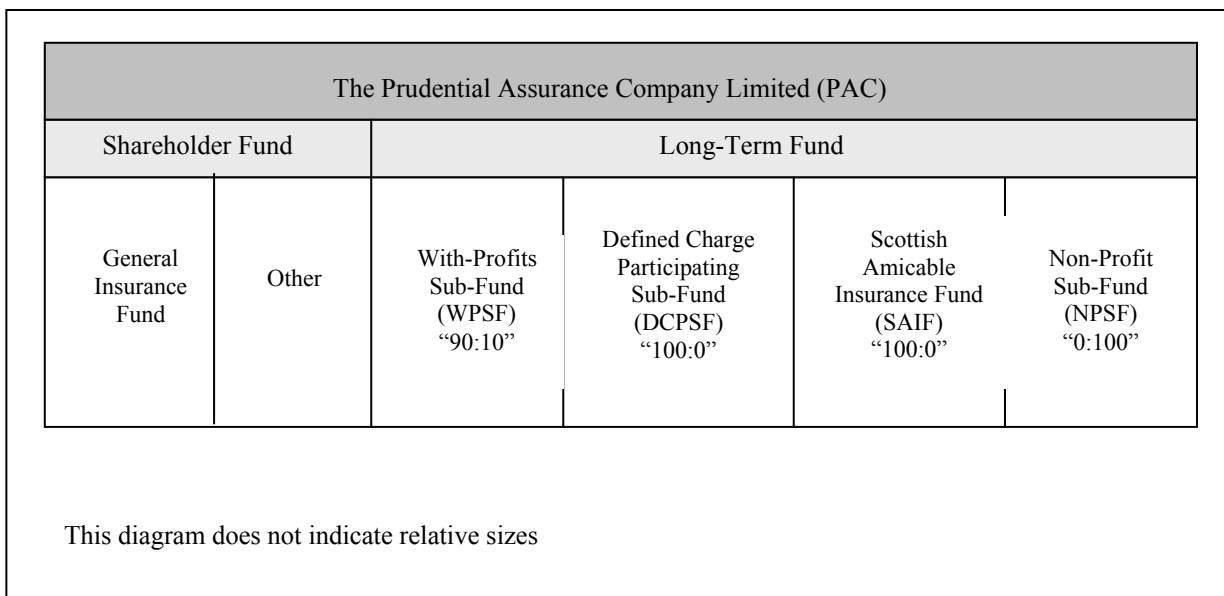 The Prudential Assurance Company Limited (PAC)
Shareholder Fund
Long-Term Fund
General
Insurance
Fund
Other
With-Profits
Sub-Fund
(WPSF)
“90:10”
Defined Charge
Participating
Sub-Fund
(DCPSF)
“100:0”
Scottish
Amicable
Insurance Fund
(SAIF)
“100:0”
Non-Profit
Sub-Fund
(NPSF)
“0:100”
This diagram does not indicate relative sizes